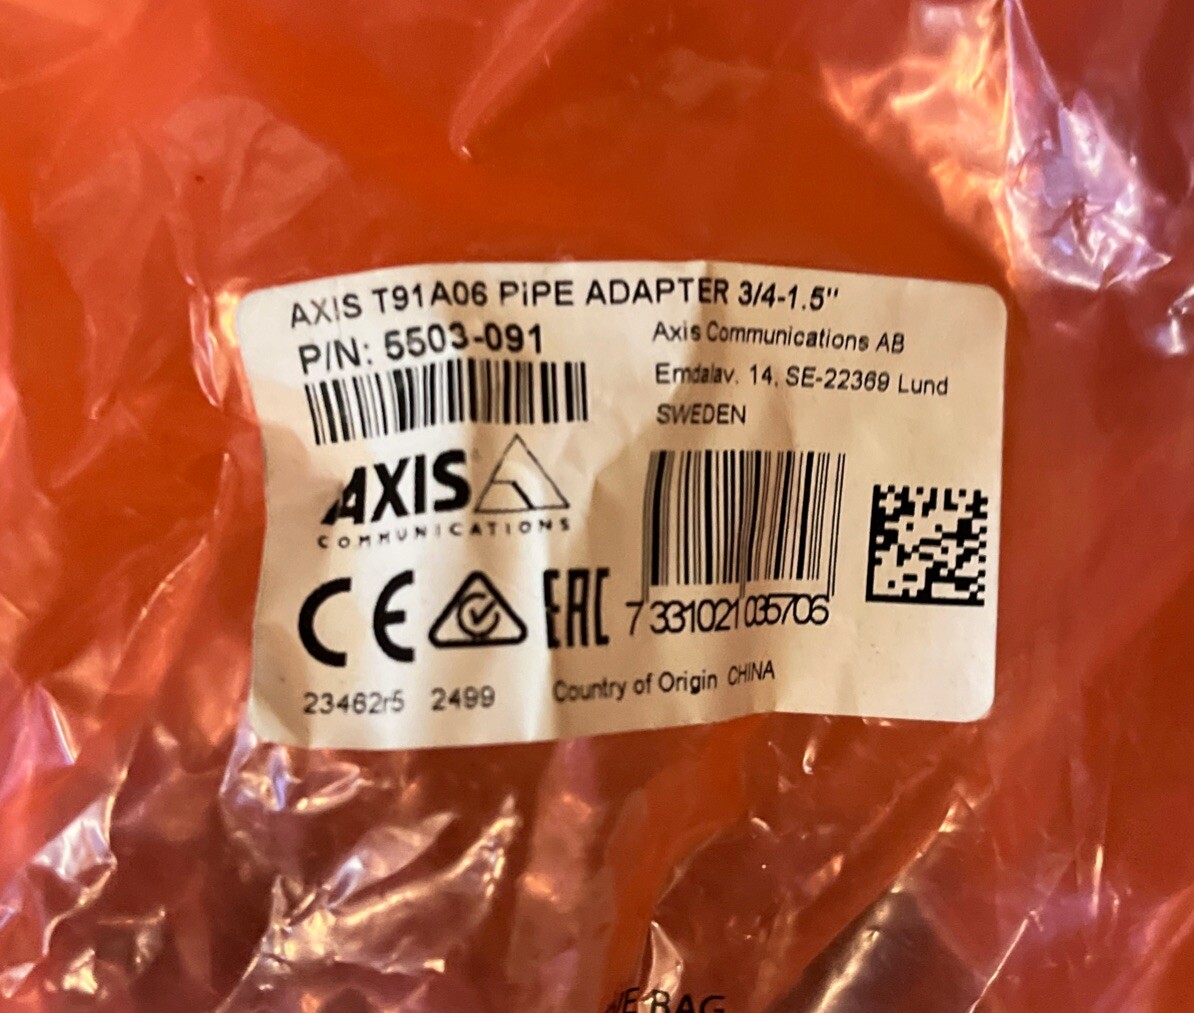 AXIS T91A06 PiPE ADAPTER 3/4-1.5"
P/N: 5503-091
Axis Communications AB
Emdalav. 14, SE-22369 Lund
SWEDEN
AXIS
COMMUNICATIONS
CE
EAC
7 331021 035706
23462r5 2499
Country of Origin CHINA
BAG